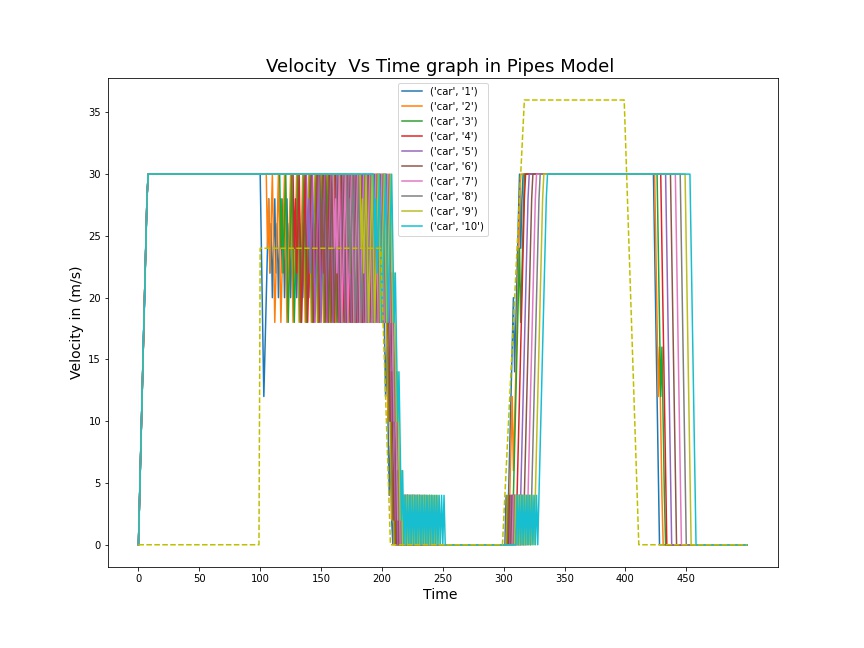 Velocity  Vs Time graph in Pipes Model
('car', '1')
('car', '2')
('car', '3')
('car', '4')
('car', '5')
('car', '6')
('car', '7')
('car', '8')
('car', '9')
('car', '10')
Velocity in (m/s)
35
30
25
20
15
10
5
0
0 50 100 150 200 250 300 350 400 450
Time